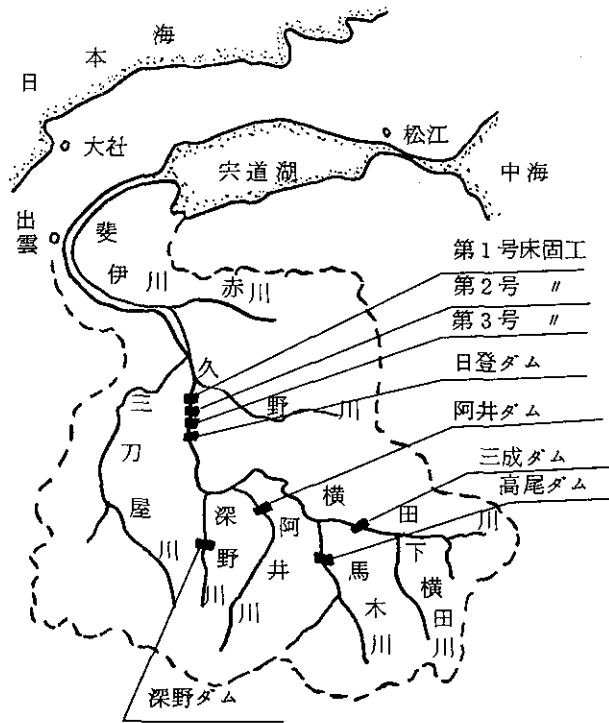 日本海
大社
松江
宍道湖
中海
出雲
斐伊川
赤川
第1号床固工
第2号 〃
第3号 〃
日登ダム
久野川
阿井ダム
三刀屋川
三成ダム
高尾ダム
横田川
深野川
阿井川
馬木川
下横田川
深野ダム